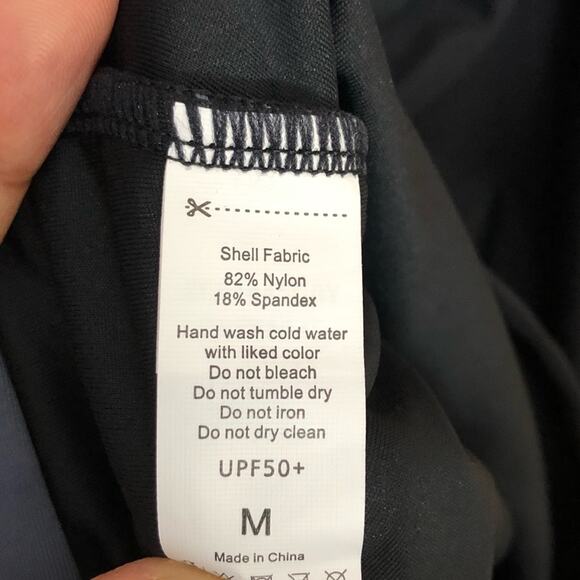 Shell Fabric
82% Nylon
18% Spandex
Hand wash cold water
with liked color
Do not bleach
Do not tumble dry
Do not iron
Do not dry clean
UPF50+
M
Made in China